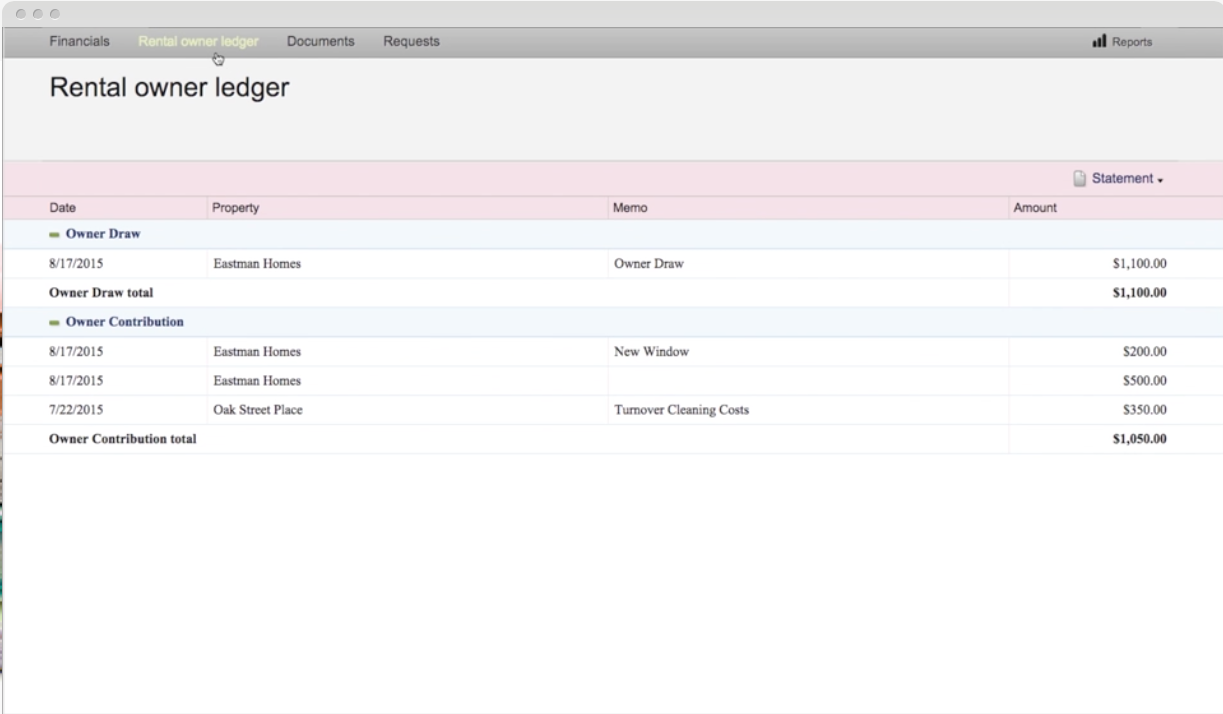 Financials Rental owner ledger Documents Requests Reports
Rental owner ledger
Statement
Date Property Memo Amount
Owner Draw
8/17/2015 Eastman Homes Owner Draw $1,100.00
Owner Draw total $1,100.00
Owner Contribution
8/17/2015 Eastman Homes New Window $200.00
8/17/2015 Eastman Homes $500.00
7/22/2015 Oak Street Place Turnover Cleaning Costs $350.00
Owner Contribution total $1,050.00